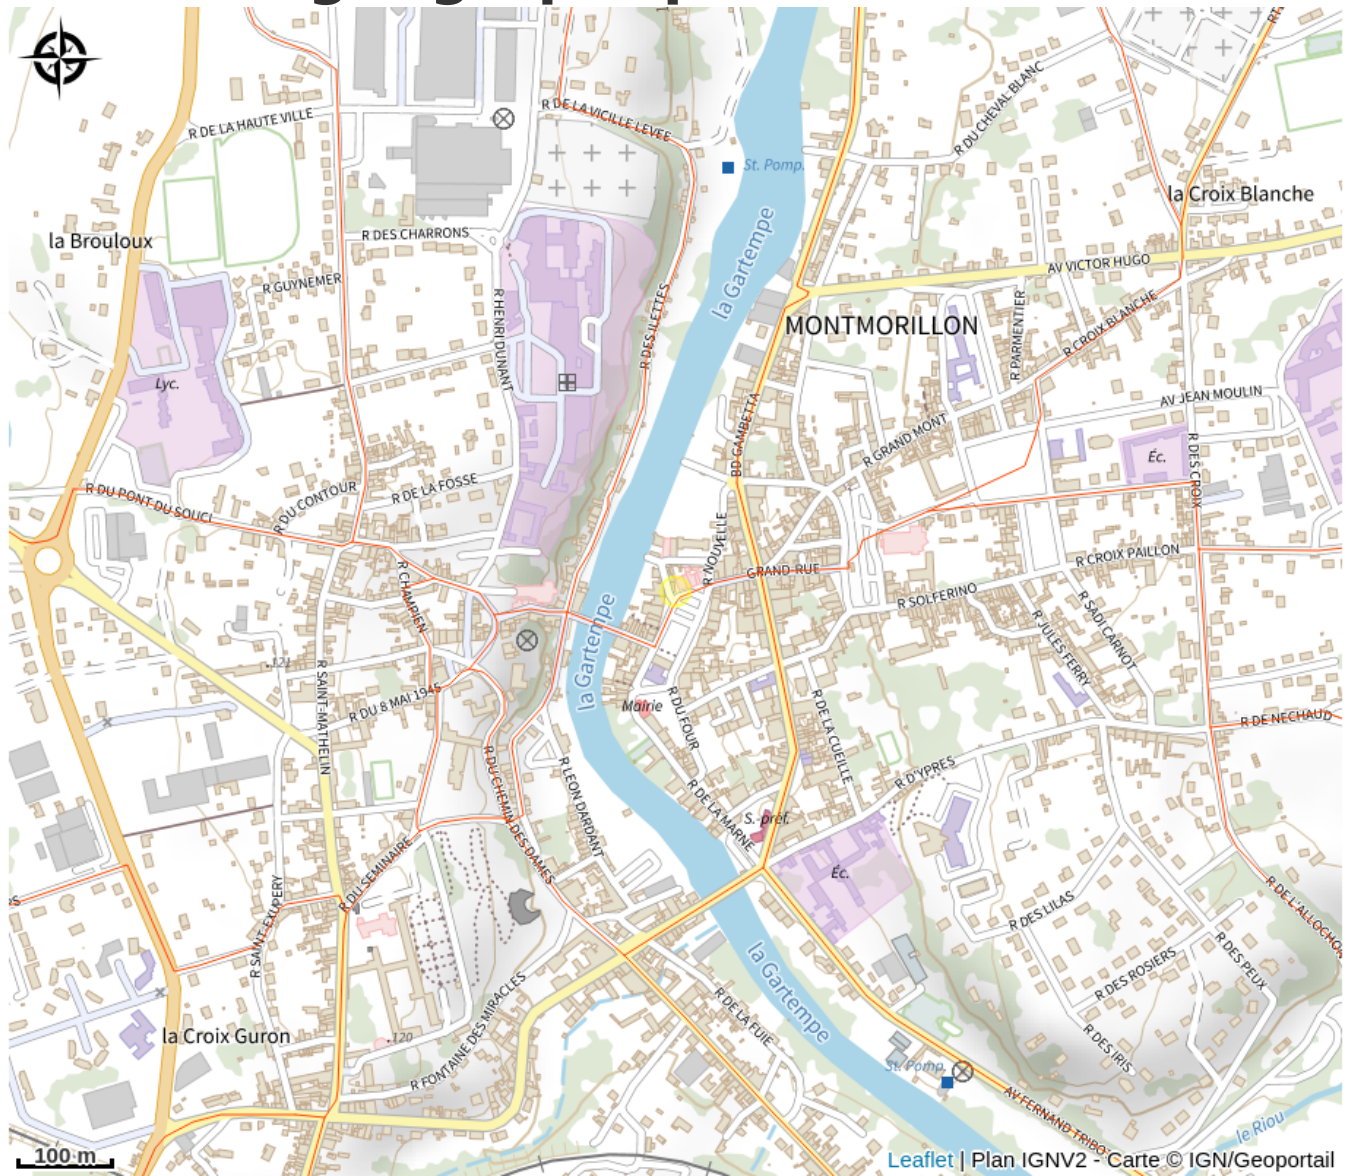 R DE LA VICILLE LEVEE
R DE LA HAUTE VILLE
R DU CHEVAL BLANC
St. Pomp.
la Croix Blanche
la Brouloux
R DES CHARRONS
la Gartempe
AV VICTOR HUGO
R GUYNEMER
R HENRI DUNANT
R DES ILETTES
MONTMORILLON
R PARMENTIER
R CROIX BLANCHE
Lyc.
AV JEAN MOULIN
BD GAMBETTA
R GRAND MONT
Éc.
R DES CROIX
R DU PONT DU SOUCI
R DU CONTOUR
R DE LA FOSSE
R NOUVELLE
GRAND RUE
R CROIX PAILLON
R CHAMPIEN
R SOLFERINO
R SADI CARNOT
R JULES FERRY
la Gartempe
121
R SAINT-MATHELIN
R DU 8 MAI 1945
Mairie
R DU FOUR
R DE LA CUEILLE
R DE NECHAUD
R DU CHEMIN DES DAMES
R LEON DARDANT
R D'YPRES
R DE LA MARNE
S.-préf.
R DU SEMINAIRE
Éc.
R SAINT-EXUPERY
R DES LILAS
R DE L'ALLOCHON
R DES ROSIERS
R DES PEUX
la Gartempe
R DE LA FUIE
R FONTAINE DES MIRACLES
la Croix Guron
120
R DES IRIS
St. Pomp.
AV FERNAND TRIBOT
le Riou
100 m
Leaflet | Plan IGNV2 - Carte © IGN/Geoportail